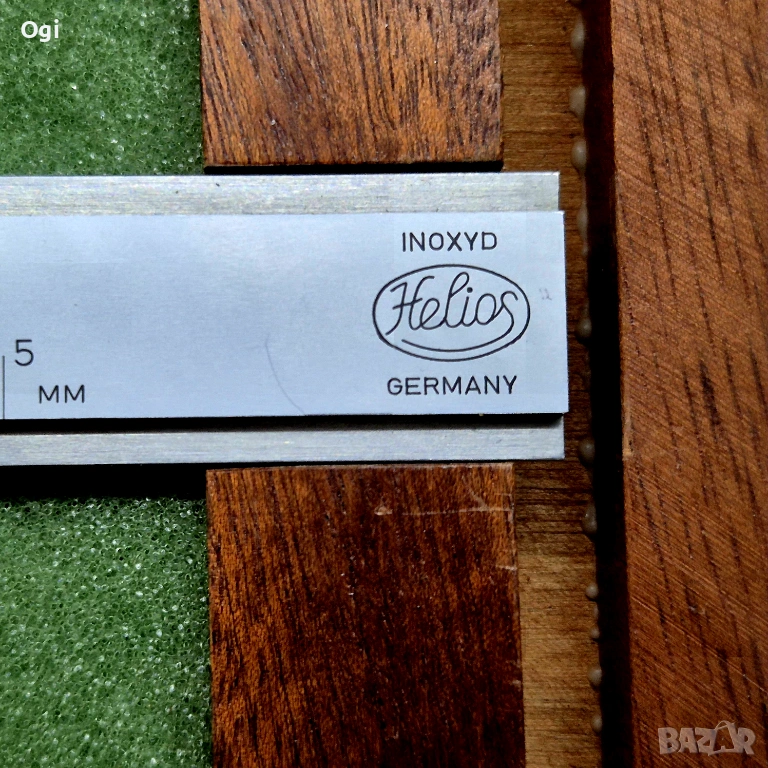 Ogi
INOXYD
Helios
5
MM
GERMANY
BAZAR